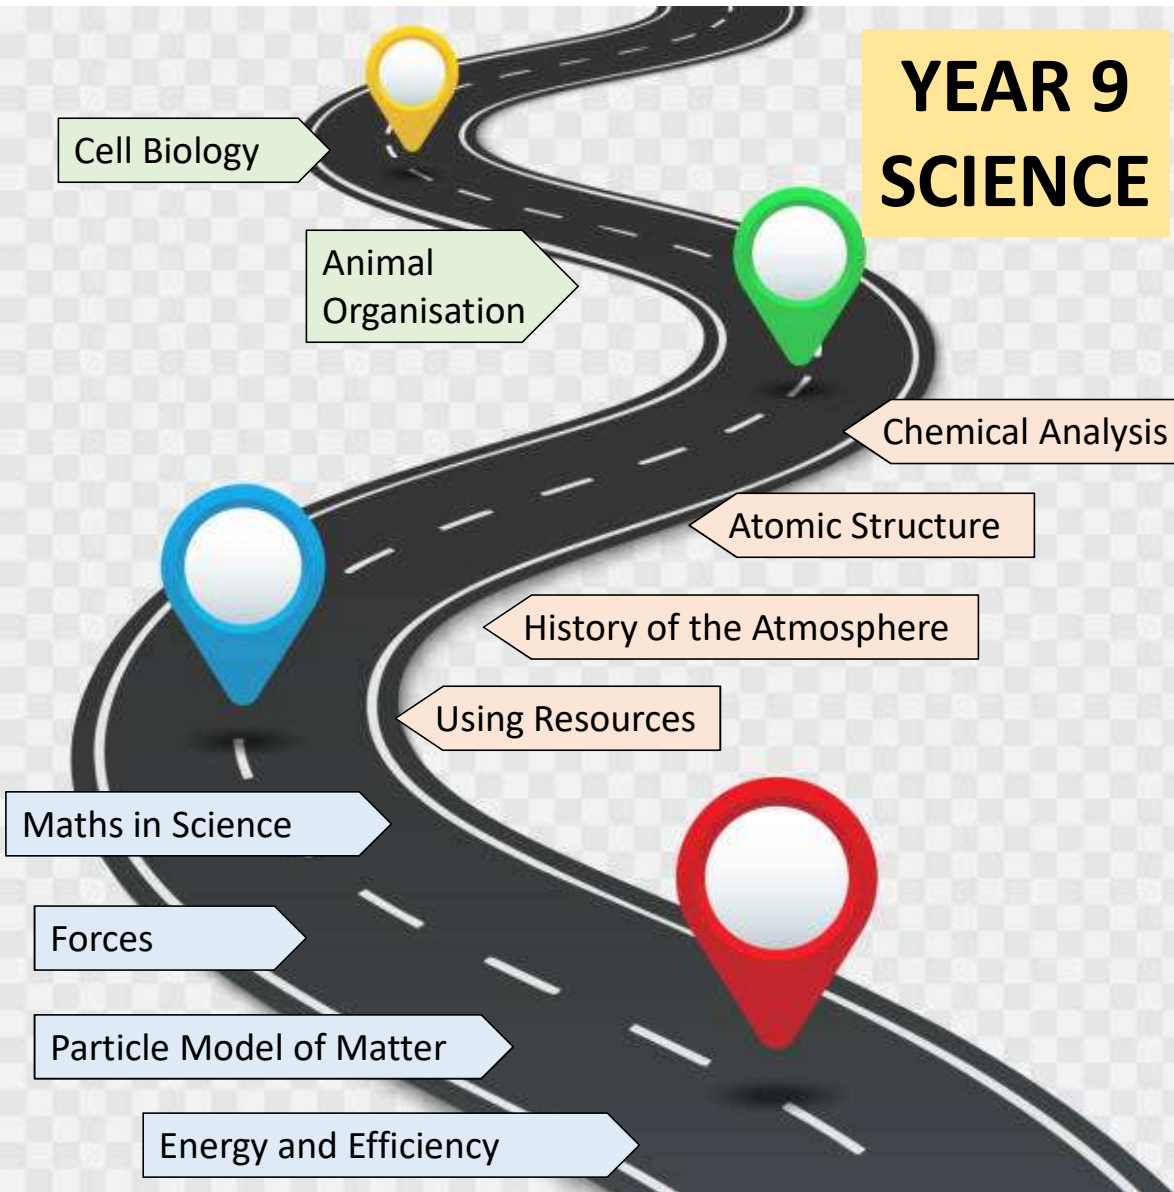 YEAR 9
SCIENCE
Cell Biology
Animal
Organisation
Chemical Analysis
Atomic Structure
History of the Atmosphere
Using Resources
Maths in Science
Forces
Particle Model of Matter
Energy and Efficiency